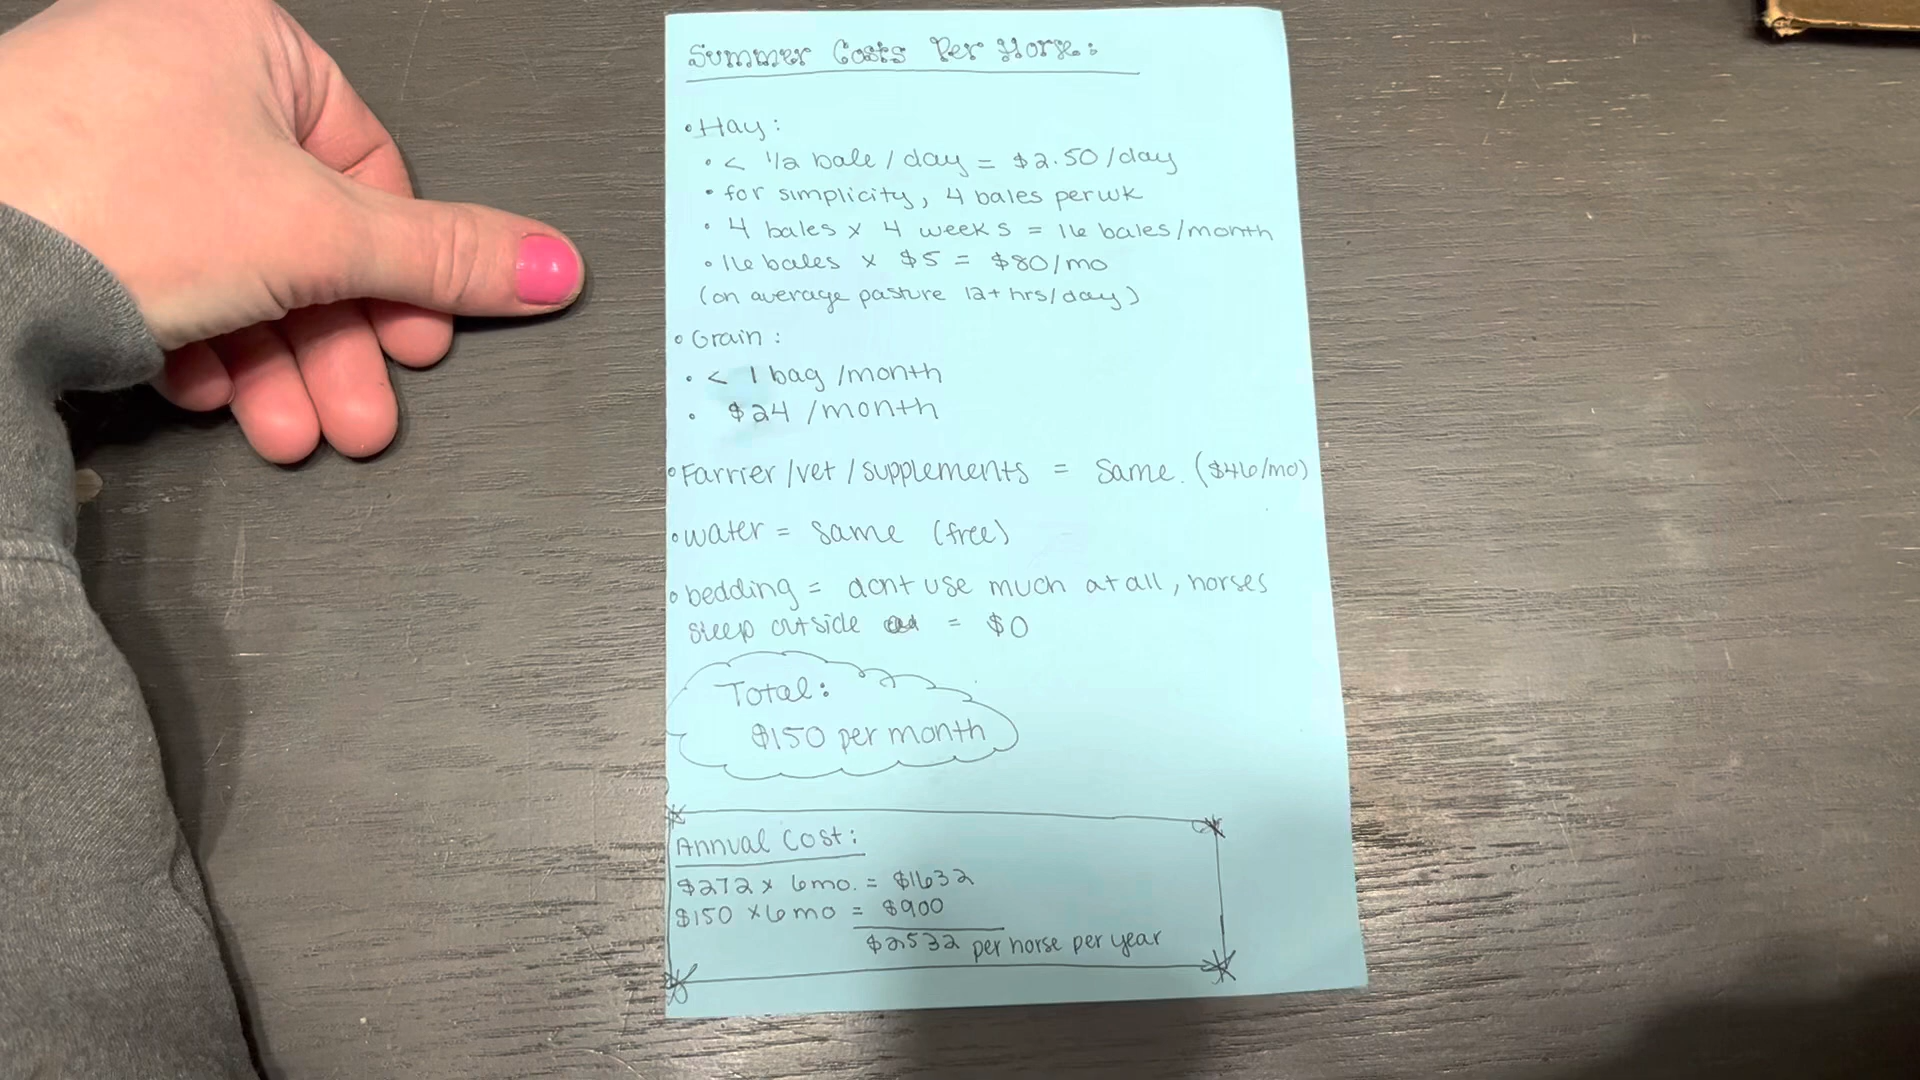 Summer Costs Per Horse:
• Hay:
• < 1/2 bale / day = $2.50 /day
• for simplicity, 4 bales per wk
• 4 bales x 4 weeks = 16 bales/month
• 16 bales x $5 = $80/mo
(on average pasture 12+ hrs/day)
• Grain:
• < 1 bag /month
• $24 /month
• Farrier /vet / supplements = same. ($46/mo)
• water = same (free)
• bedding = dont use much at all, horses
sleep outside = $0
Total:
$150 per month
Annual Cost:
$272 x 6mo. = $1632
$150 x 6 mo = $900
$2532 per horse per year